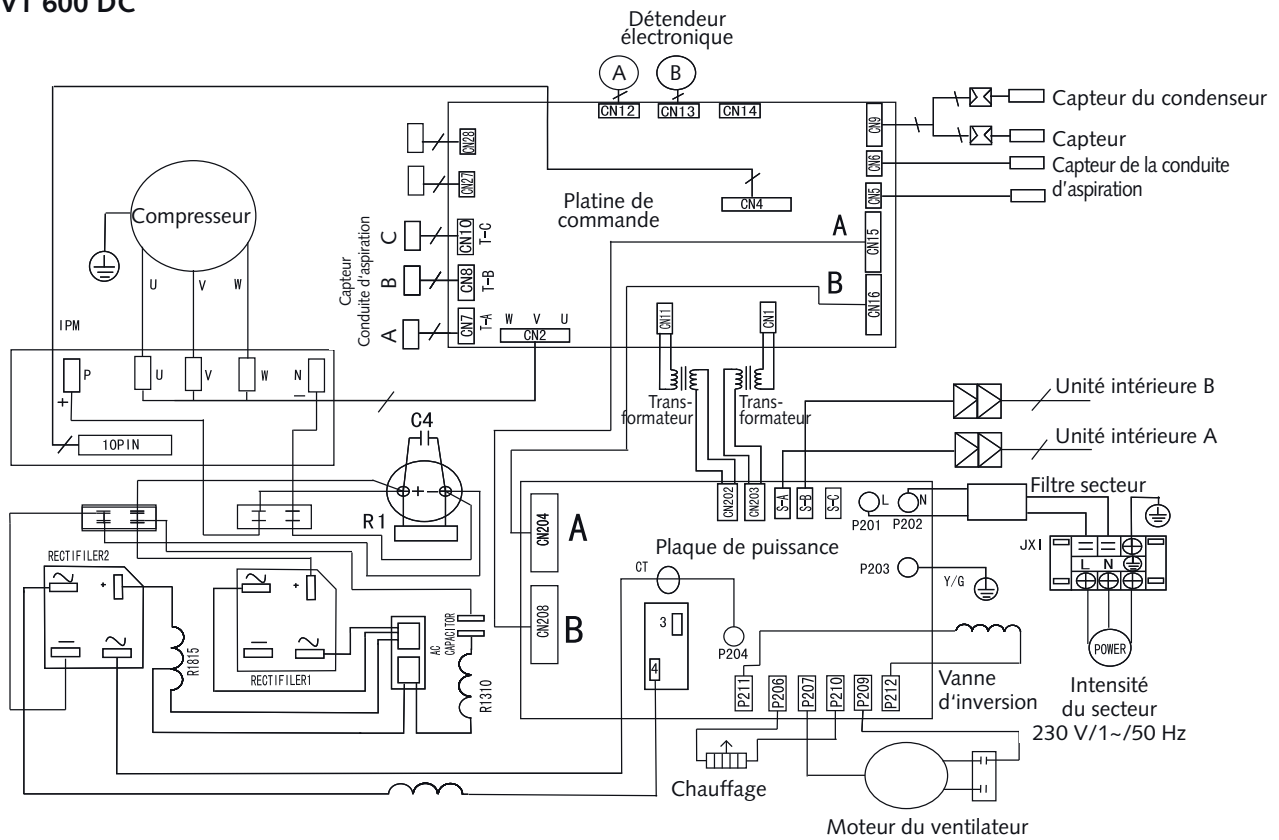 VT 600 DC
Détendeur
électronique
A
B
CN12
CN13
CN14
CN9
Capteur du condenseur
Capteur
CN6
Capteur de la conduite
d'aspiration
CN5
CN28
CN27
Platine de
commande
CN4
Compresseur
Capteur
Conduite d'aspiration
C
CN10
T-C
B
CN8
T-B
A
CN7
T-A
A
CN15
B
CN16
W V U
CN2
CN11
CN1
U
V
W
IPM
P
+
U
V
W
N
−
10PIN
Trans-
formateur
Trans-
formateur
Unité intérieure B
Unité intérieure A
C4
+ −
R1
CN202
CN203
S-A
S-B
S-C
L
N
P201
P202
Filtre secteur
JX1
L N
CN204
A
Plaque de puissance
CT
P203
Y/G
CN208
B
3
4
P204
POWER
RECTIFILER2
+
R1815
+
RECTIFILER1
AC
CAPACITOR
R1310
P211
P206
P207
P210
P209
P212
Vanne
d'inversion
Intensité
du secteur
230 V/1~/50 Hz
Chauffage
Moteur du ventilateur